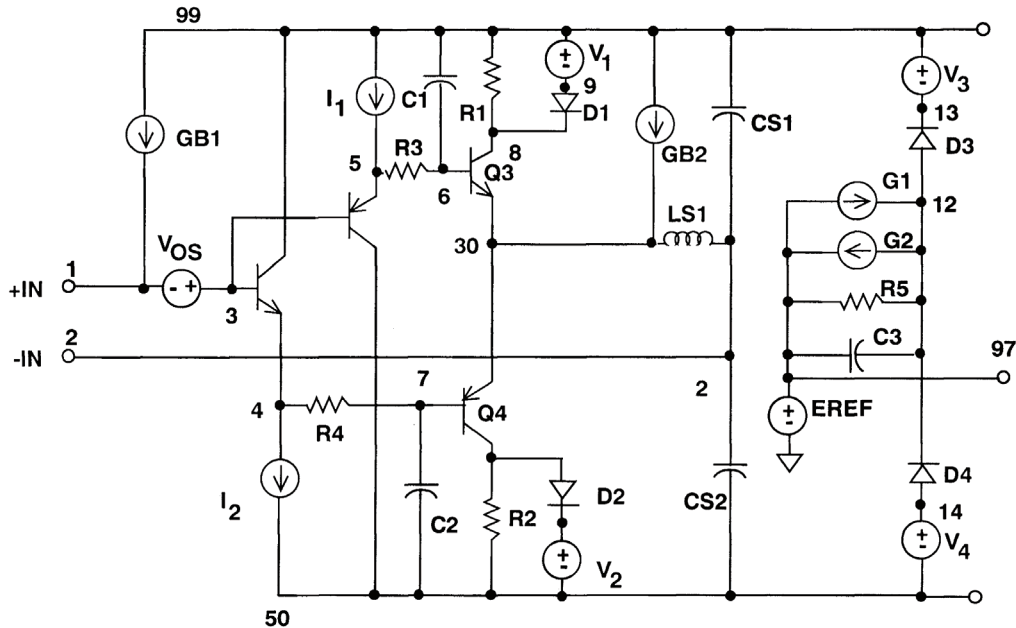 99
V1
V3
9
I1
C1
R1
D1
13
GB1
CS1
D3
R3
8
GB2
5
Q3
G1
6
12
LS1
G2
VOS
30
1
+IN
- +
R5
3
2
-IN
C3
97
7
2
4
Q4
EREF
R4
D4
I2
D2
CS2
C2
R2
14
V2
V4
50